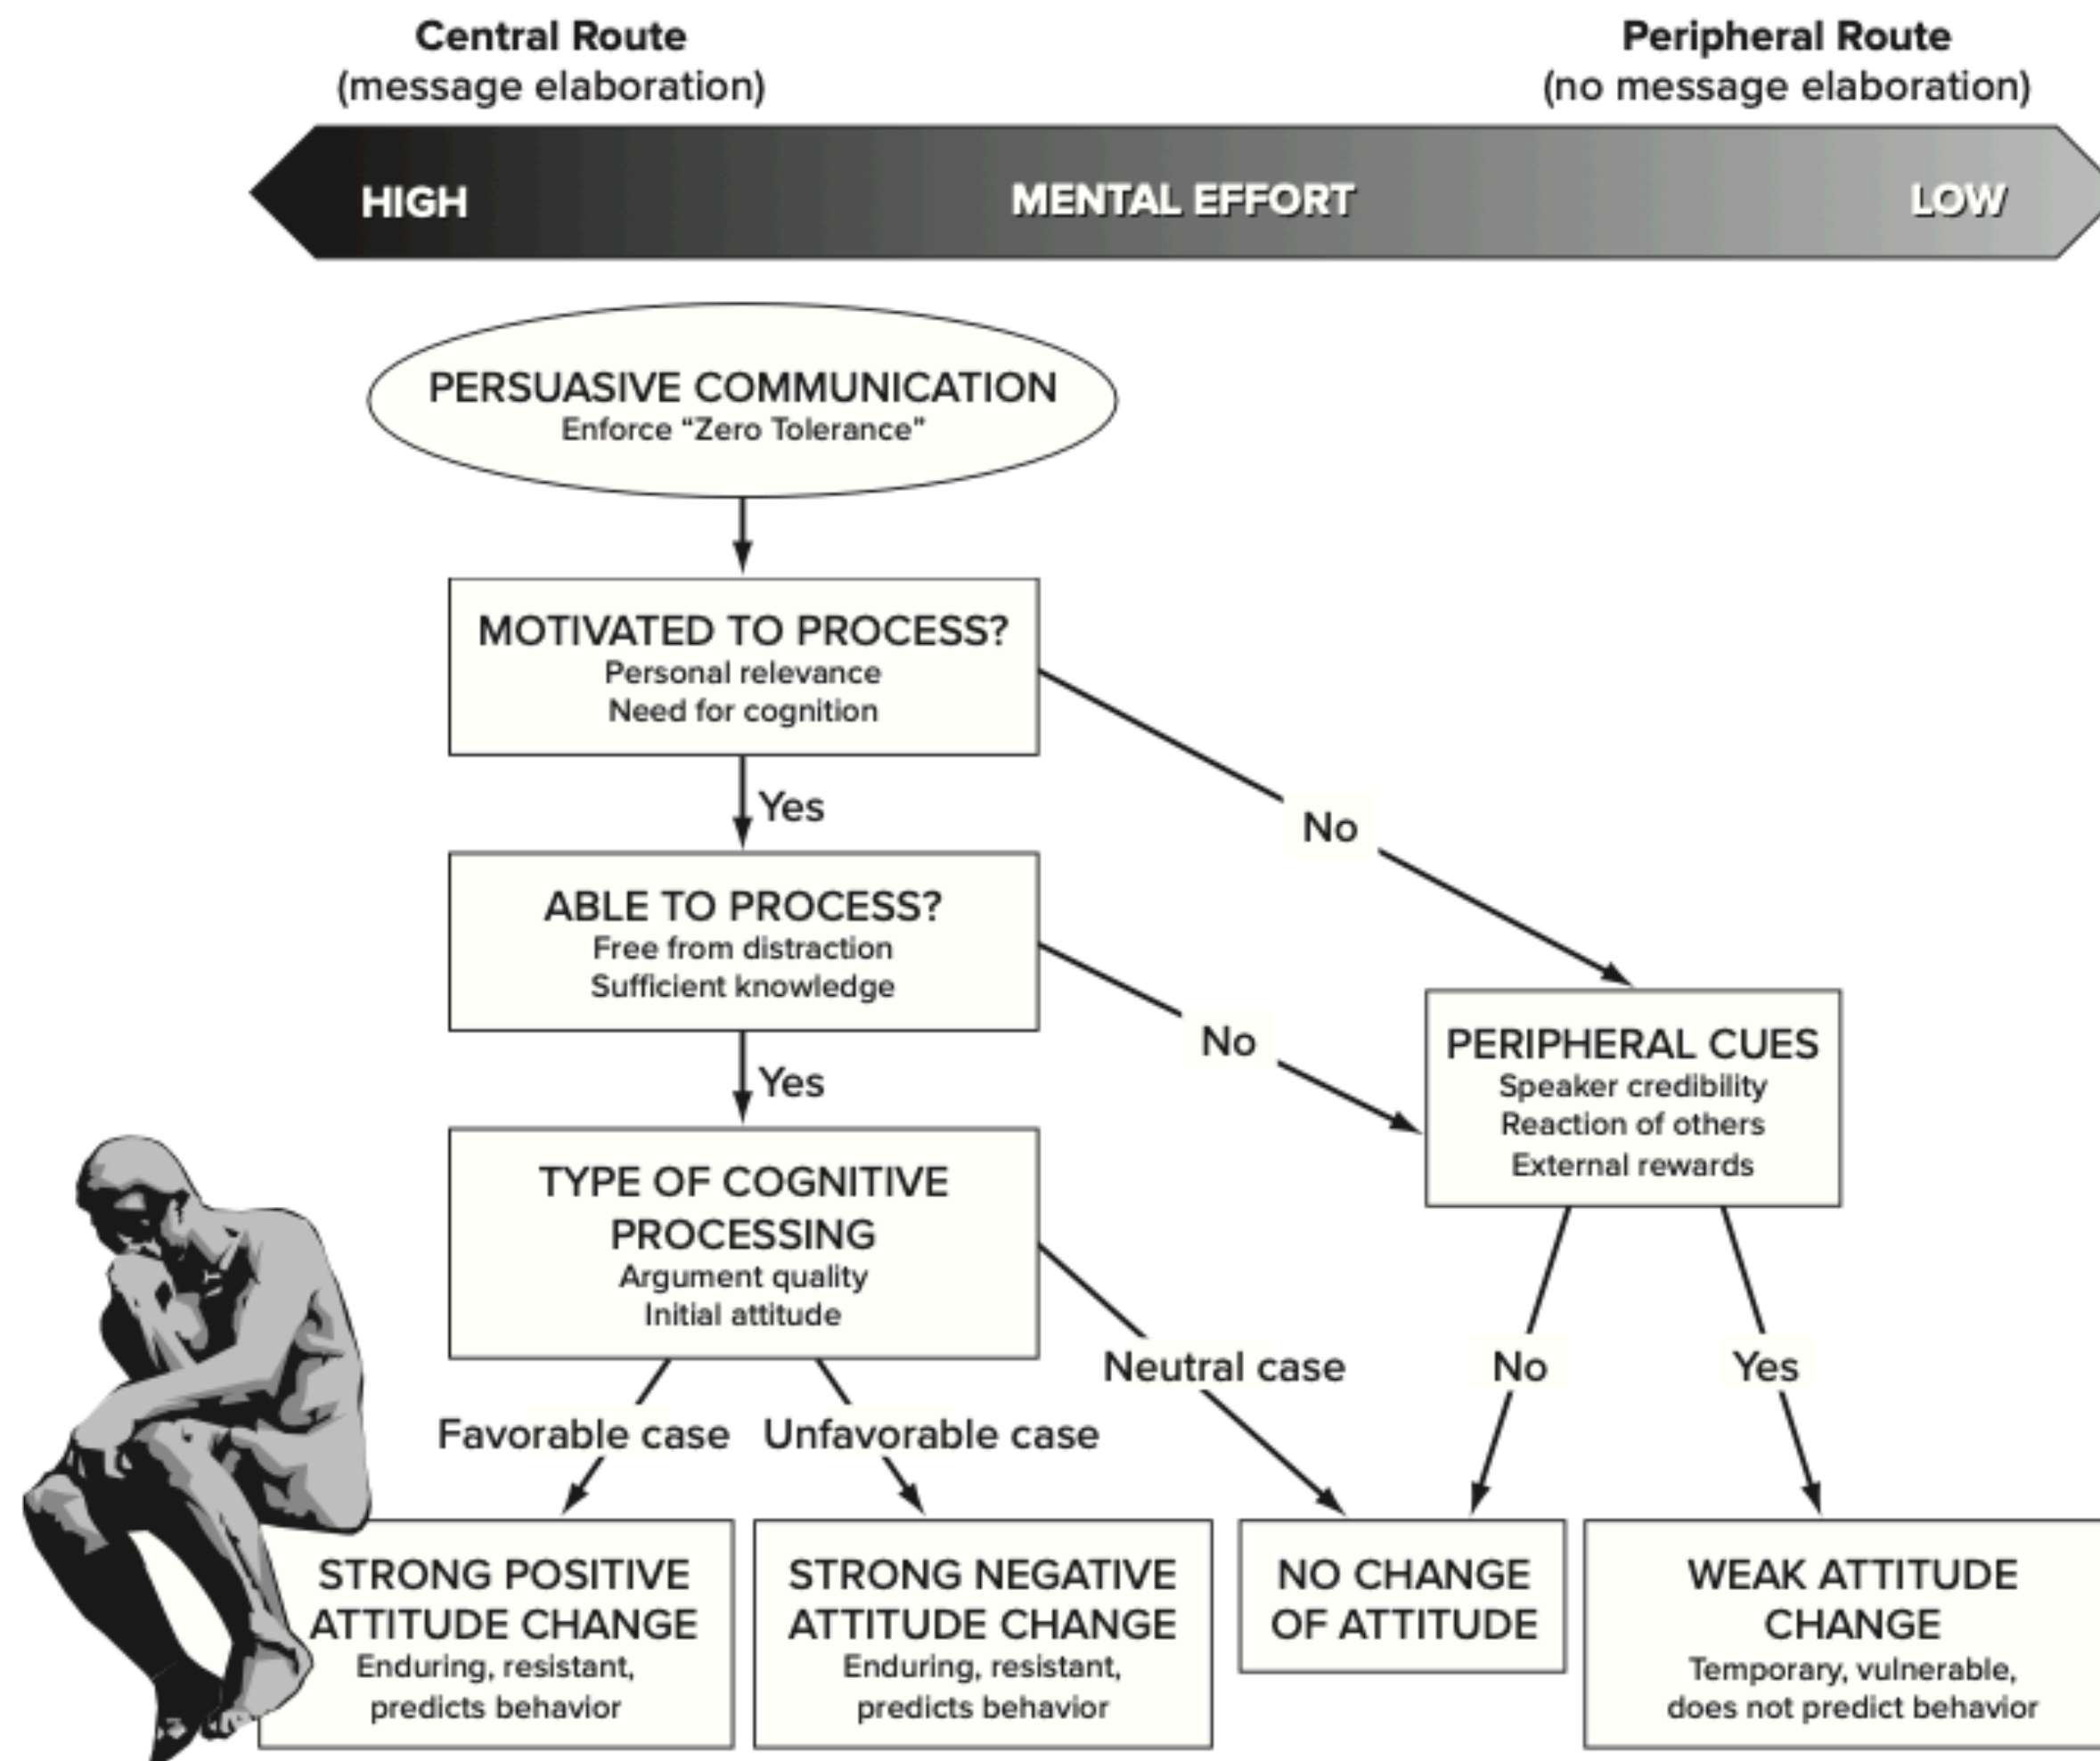 Central Route
(message elaboration)
Peripheral Route
(no message elaboration)
HIGH
MENTAL EFFORT
LOW
PERSUASIVE COMMUNICATION
Enforce “Zero Tolerance”
MOTIVATED TO PROCESS?
Personal relevance
Need for cognition
Yes
No
ABLE TO PROCESS?
Free from distraction
Sufficient knowledge
No
Yes
PERIPHERAL CUES
Speaker credibility
Reaction of others
External rewards
TYPE OF COGNITIVE
PROCESSING
Argument quality
Initial attitude
Neutral case
No
Yes
Favorable case
Unfavorable case
STRONG POSITIVE
ATTITUDE CHANGE
Enduring, resistant,
predicts behavior
STRONG NEGATIVE
ATTITUDE CHANGE
Enduring, resistant,
predicts behavior
NO CHANGE
OF ATTITUDE
WEAK ATTITUDE
CHANGE
Temporary, vulnerable,
does not predict behavior